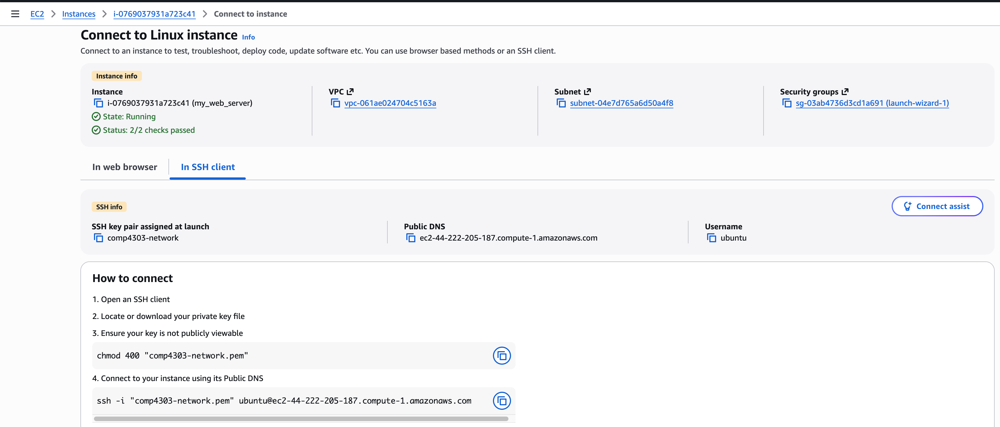 EC2 > Instances > i-0769037931a723c41 > Connect to instance
Connect to Linux instance Info
Connect to an instance to test, troubleshoot, deploy code, update software etc. You can use browser based methods or an SSH client.
Instance info
Instance
i-0769037931a723c41 (my_web_server)
State: Running
Status: 2/2 checks passed
VPC
vpc-061ae024704c5163a
Subnet
subnet-04e7d765a6d50a4f8
Security groups
sg-03ab4736d3cd1a691 (launch-wizard-1)
In web browser
In SSH client
SSH info
Connect assist
SSH key pair assigned at launch
comp4303-network
Public DNS
ec2-44-222-205-187.compute-1.amazonaws.com
Username
ubuntu
How to connect
1. Open an SSH client
2. Locate or download your private key file
3. Ensure your key is not publicly viewable
chmod 400 "comp4303-network.pem"
4. Connect to your instance using its Public DNS
ssh -i "comp4303-network.pem" ubuntu@ec2-44-222-205-187.compute-1.amazonaws.com